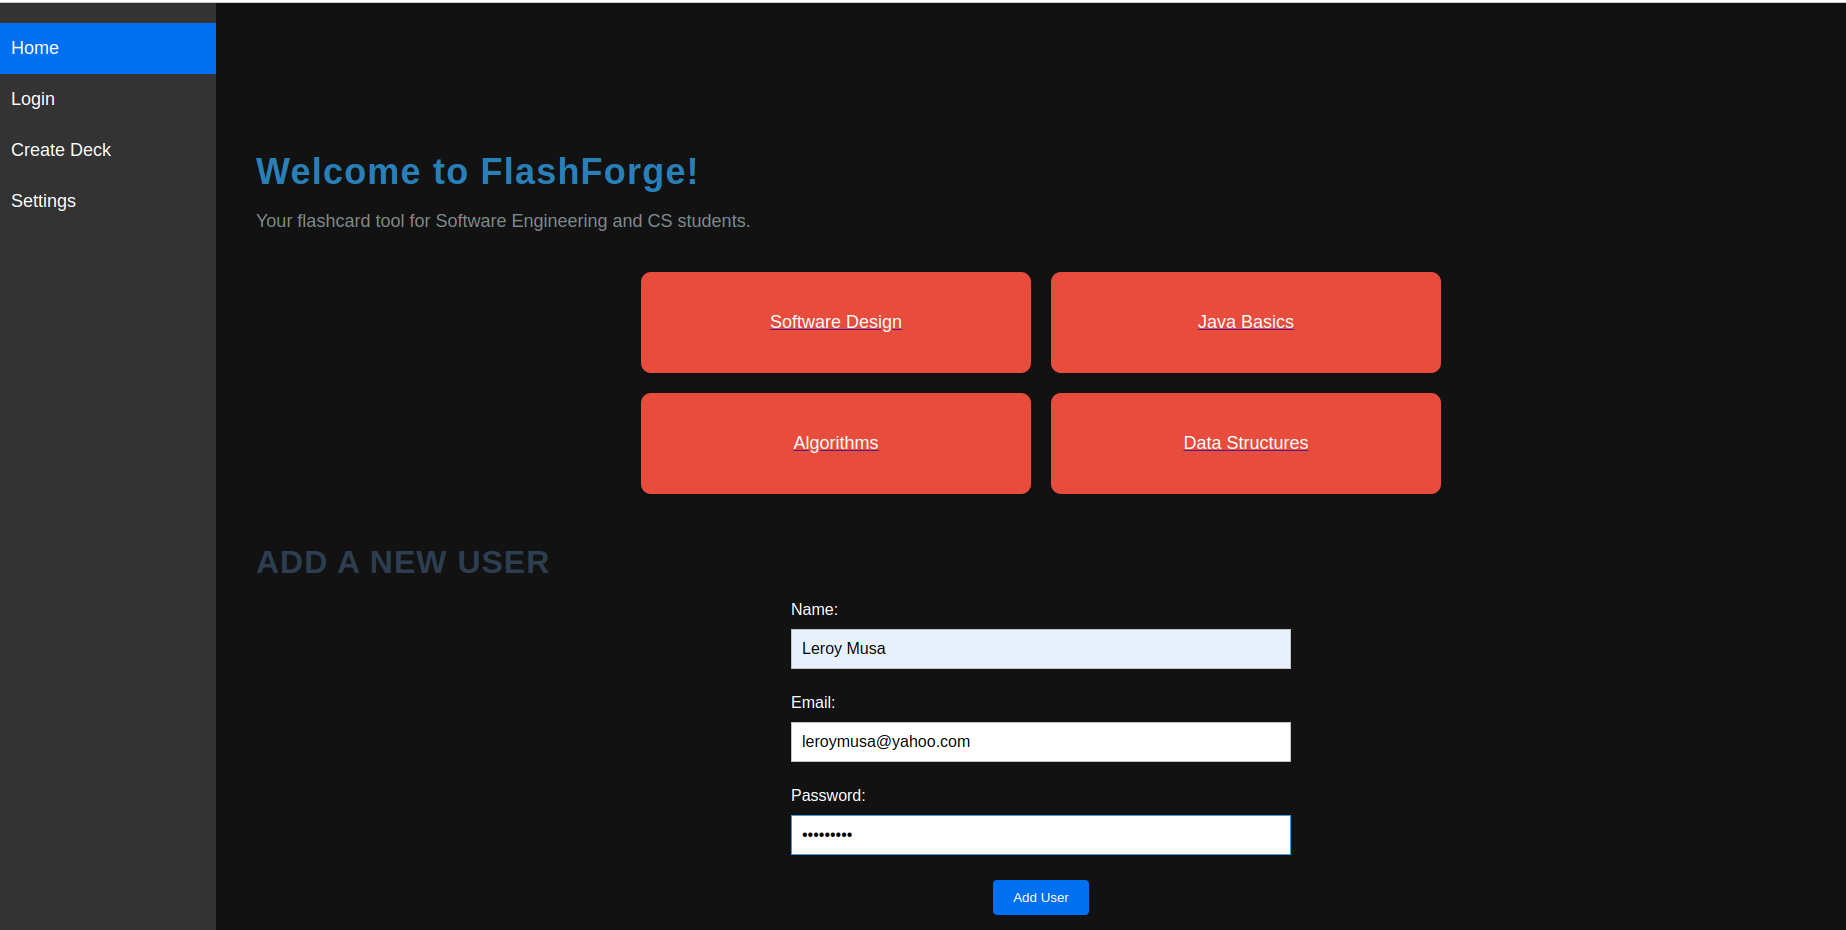 Home
Login
Create Deck
Settings
Welcome to FlashForge!
Your flashcard tool for Software Engineering and CS students.
Software Design
Java Basics
Algorithms
Data Structures
ADD A NEW USER
Name:
Leroy Musa
Email:
leroymusa@yahoo.com
Password:
•••••••••
Add User